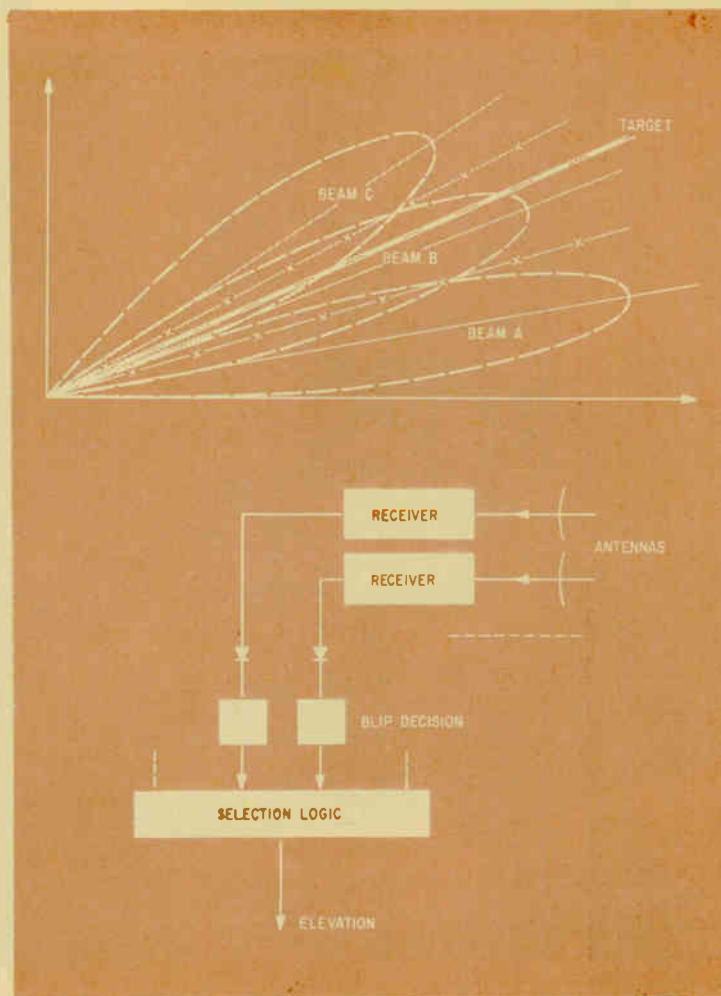 TARGET
BEAM C
BEAM B
BEAM A
RECEIVER
ANTENNAS
RECEIVER
BLIP DECISION
SELECTION LOGIC
ELEVATION